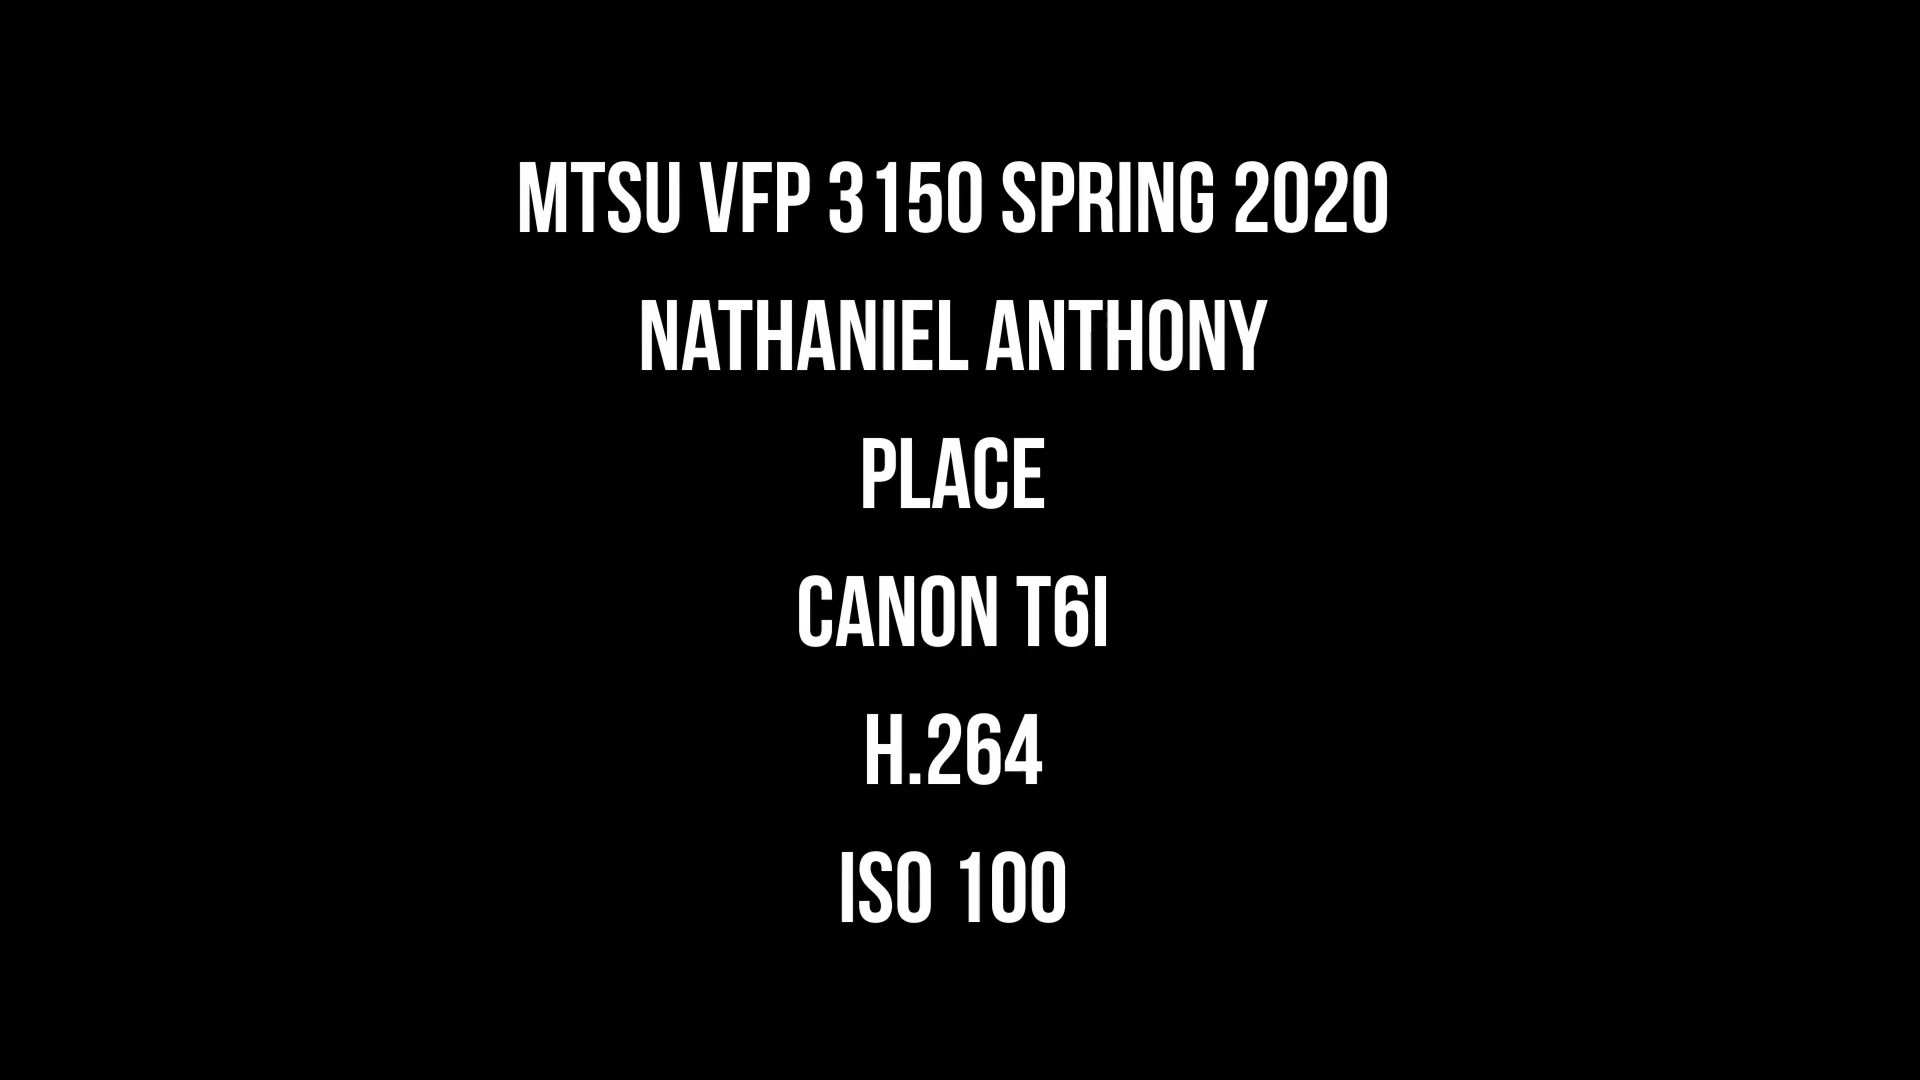 MTSU VFP 3150 SPRING 2020
NATHANIEL ANTHONY
PLACE
CANON T6I
H.264
ISO 100